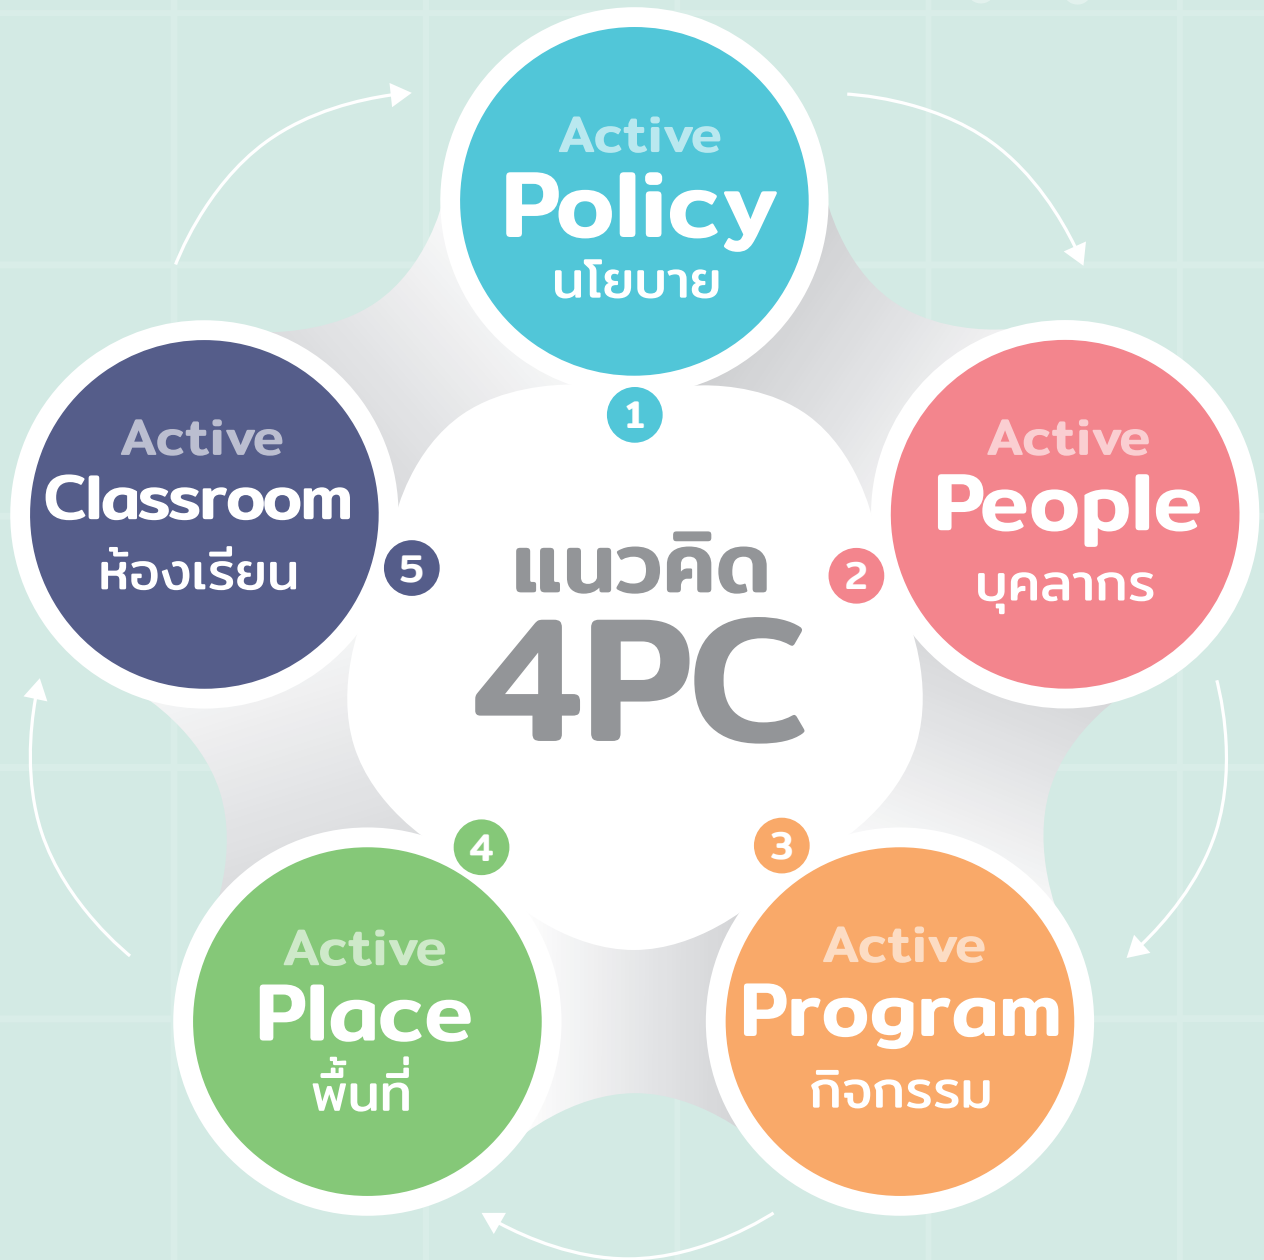 Active
Policy
นโยบาย
1
Active
People
บุคลากร
2
Active
Program
กิจกรรม
3
Active
Place
พื้นที่
4
Active
Classroom
ห้องเรียน
5
แนวคิด
4PC